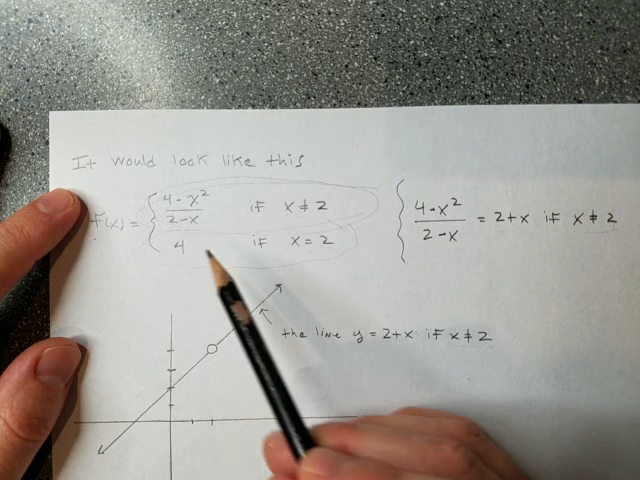 It would look like this
F(x) = { 4-x² / 2-x if x ≠ 2
4 if x = 2
{ 4-x² / 2-x = 2+x if x ≠ 2
the line y = 2+x if x ≠ 2